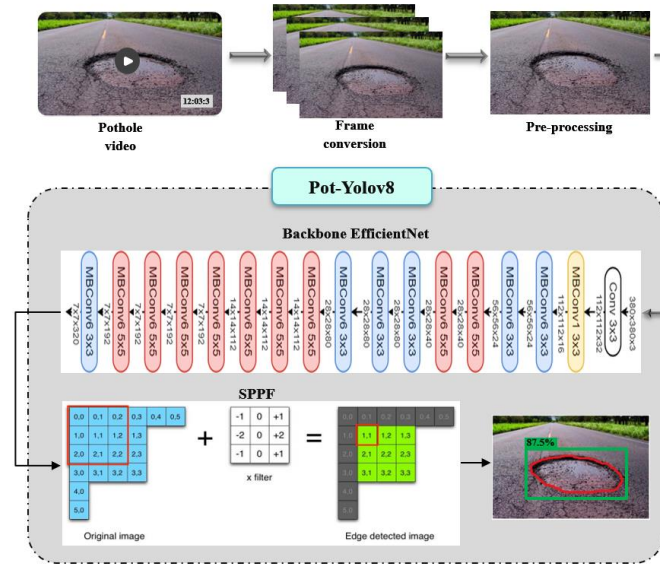 12:03:3
Pothole
video
Frame
conversion
Pre-processing
Pot-Yolov8
Backbone EfficientNet
380x380x3
Conv 3x3
112x112x32
MBConv1 3x3
112x112x16
MBConv6 3x3
56x56x24
MBConv6 3x3
56x56x24
MBConv6 5x5
28x28x40
MBConv6 5x5
28x28x40
MBConv6 3x3
28x28x80
MBConv6 3x3
28x28x80
MBConv6 3x3
28x28x80
MBConv6 5x5
14x14x112
MBConv6 5x5
14x14x112
MBConv6 5x5
14x14x112
MBConv6 5x5
7x7x192
MBConv6 5x5
7x7x192
MBConv6 5x5
7x7x192
MBConv6 5x5
7x7x192
MBConv6 3x3
7x7x320
SPPF
0,0 0,1 0,2 0,3 0,4 0,5
1,0 1,1 1,2 1,3
2,0 2,1 2,2 2,3
3,0 3,1 3,2 3,3
4,0
5,0
Original image
+
-1 0 +1
-2 0 +2
-1 0 +1
x filter
=
0,0 0,1 0,2 0,3 0,4 0,5
1,0 1,1 1,2 1,3
2,0 2,1 2,2 2,3
3,0 3,1 3,2 3,3
4,0
5,0
Edge detected image
87.5%